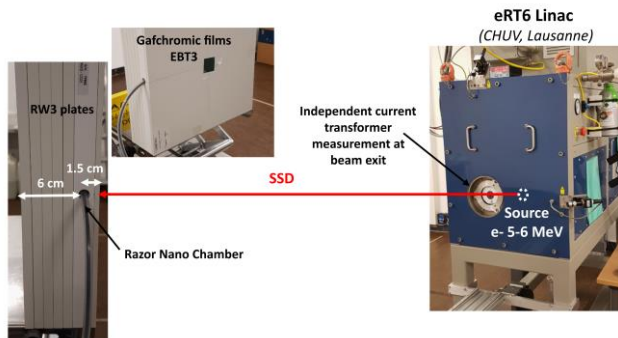 eRT6 Linac
(CHUV, Lausanne)
Gafchromic films
EBT3
RW3 plates
Independent current
transformer
measurement at
beam exit
1.5 cm
6 cm
SSD
Source
e- 5-6 MeV
Razor Nano Chamber